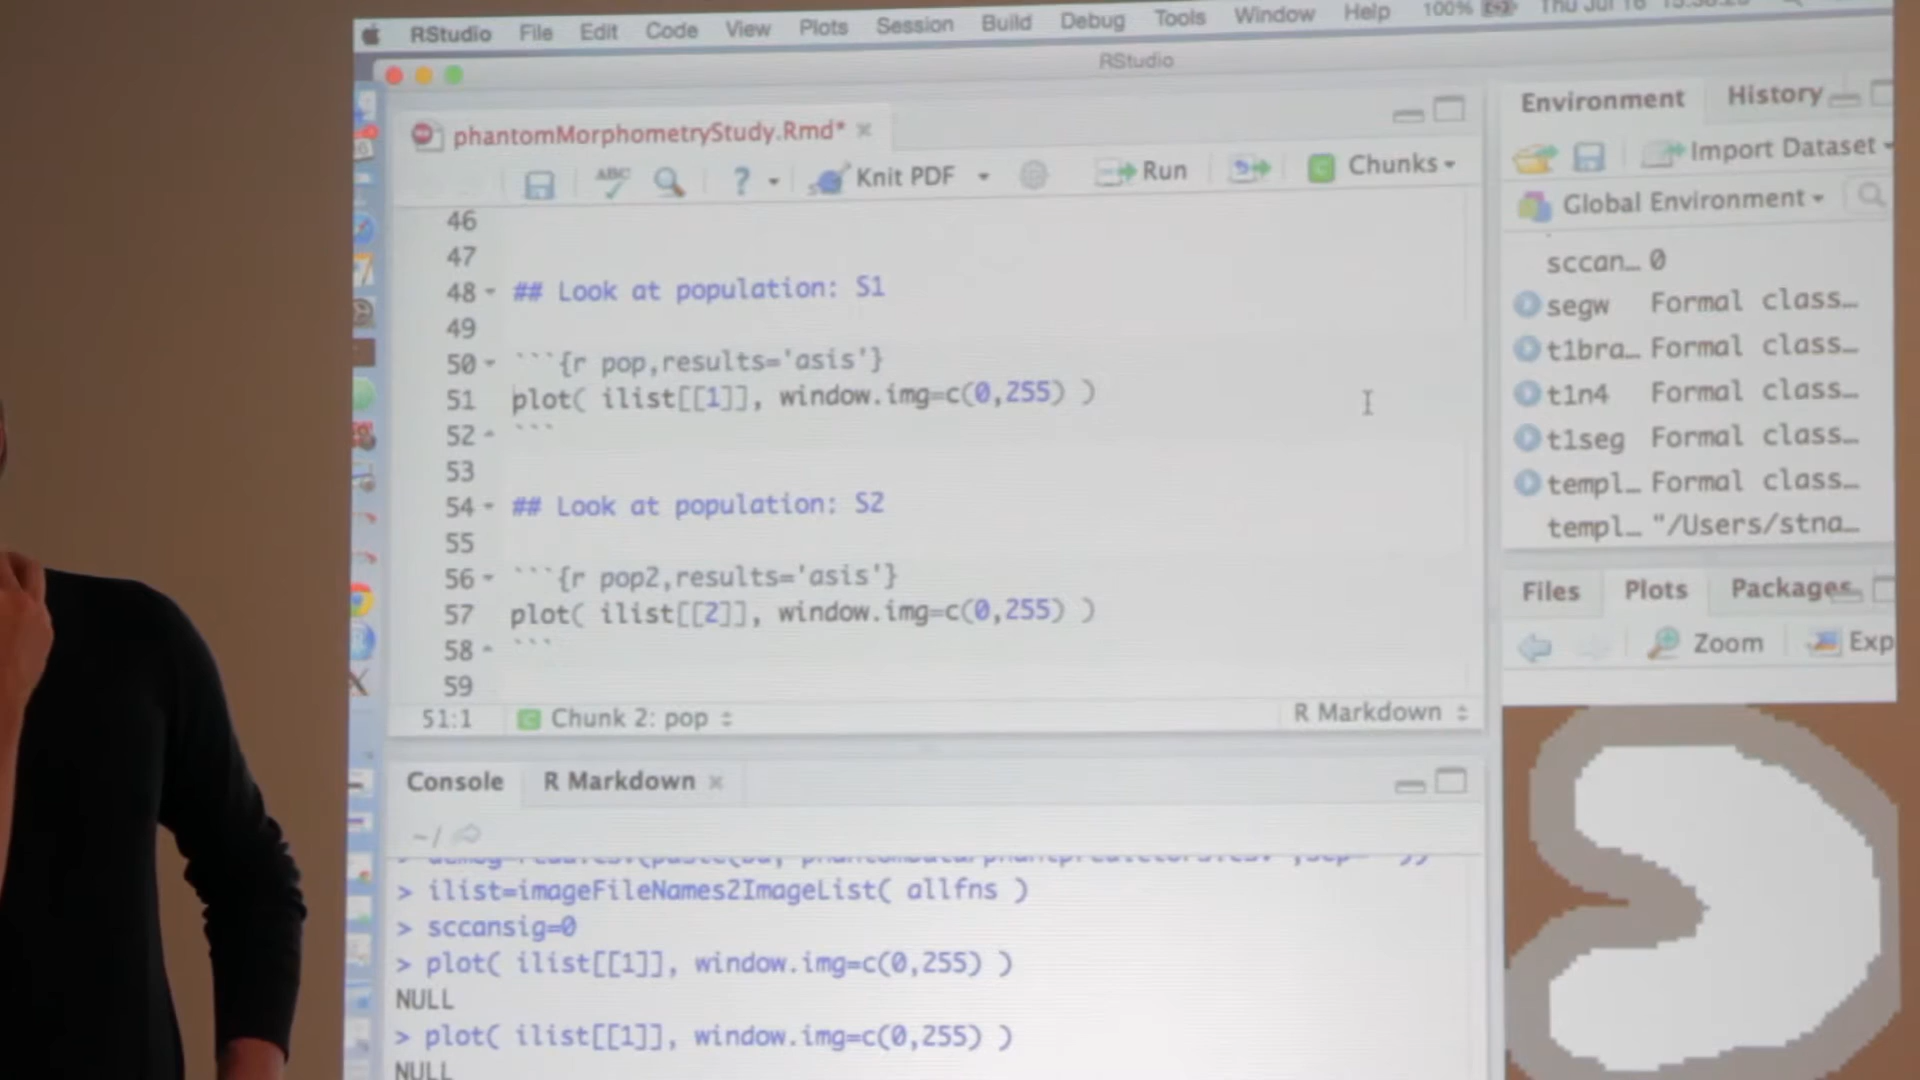 RStudio File Edit Code View Plots Session Build Debug Tools Window Help 100% Thu Jul 16
RStudio
phantomMorphometryStudy.Rmd*
ABC ? Knit PDF Run Chunks
46
47
48 ## Look at population: S1
49
50 ```{r pop,results='asis'}
51 plot( ilist[[1]], window.img=c(0,255) )
52 ```
53
54 ## Look at population: S2
55
56 ```{r pop2,results='asis'}
57 plot( ilist[[2]], window.img=c(0,255) )
58 ```
59
51:1 Chunk 2: pop R Markdown
Console R Markdown
~/
> ilist=imageFileNames2ImageList( allfns )
> sccansig=0
> plot( ilist[[1]], window.img=c(0,255) )
NULL
> plot( ilist[[1]], window.img=c(0,255) )
NULL
Environment History
Import Dataset
Global Environment
sccan… 0
segw Formal class…
t1bra… Formal class…
t1n4 Formal class…
t1seg Formal class…
templ… Formal class…
templ… "/Users/stna…
Files Plots Packages
Zoom Exp